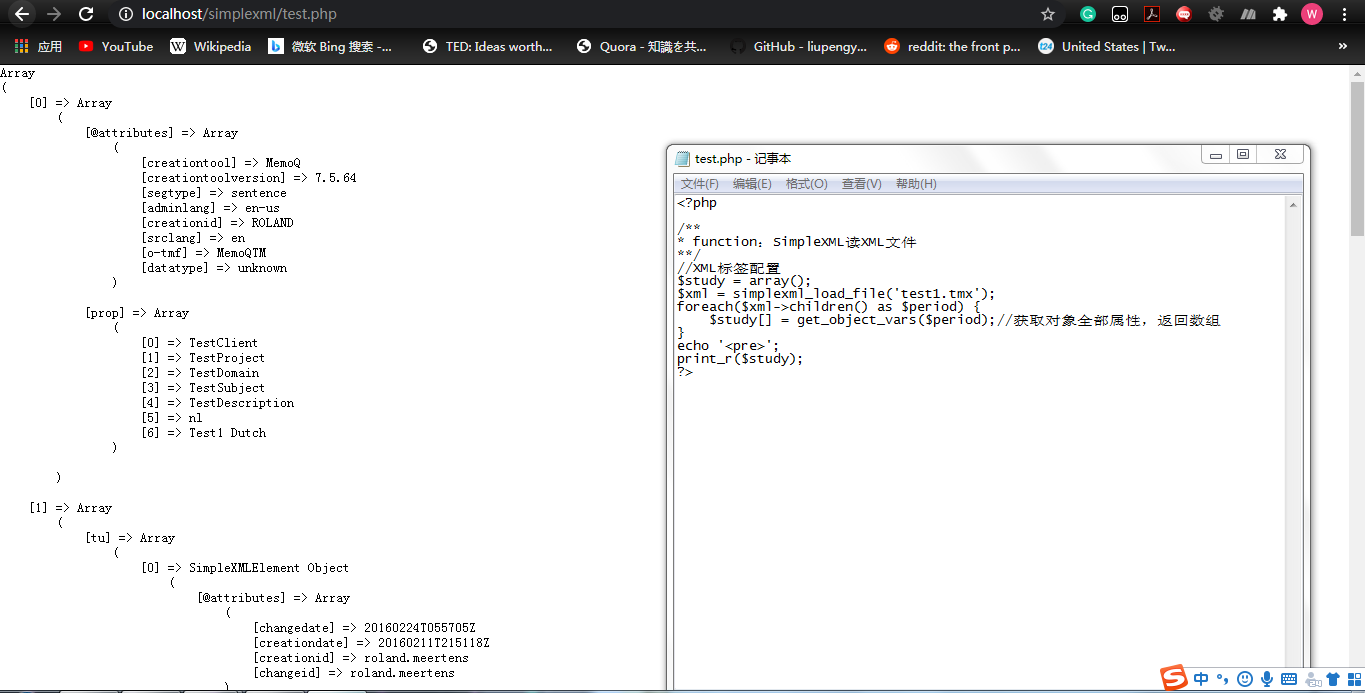 localhost/simplexml/test.php
应用 YouTube Wikipedia 微软 Bing 搜索 -... TED: Ideas worth... Quora - 知識を共... GitHub - liupengy... reddit: the front p... United States | Tw... »
Array
(
    [0] => Array
        (
            [@attributes] => Array
                (
                    [creationtool] => MemoQ
                    [creationtoolversion] => 7.5.64
                    [segtype] => sentence
                    [adminlang] => en-us
                    [creationid] => ROLAND
                    [srclang] => en
                    [o-tmf] => MemoQTM
                    [datatype] => unknown
                )
            [prop] => Array
                (
                    [0] => TestClient
                    [1] => TestProject
                    [2] => TestDomain
                    [3] => TestSubject
                    [4] => TestDescription
                    [5] => nl
                    [6] => Test1 Dutch
                )
        )
    [1] => Array
        (
            [tu] => Array
                (
                    [0] => SimpleXMLElement Object
                        (
                            [@attributes] => Array
                                (
                                    [changedate] => 20160224T055705Z
                                    [creationdate] => 20160211T215118Z
                                    [creationid] => roland.meertens
                                    [changeid] => roland.meertens
                                )
test.php - 记事本
文件(F) 编辑(E) 格式(O) 查看(V) 帮助(H)
<?php
/**
* function：SimpleXML读XML文件
**/
//XML标签配置
$study = array();
$xml = simplexml_load_file('test1.tmx');
foreach($xml->children() as $period) {
    $study[] = get_object_vars($period);//获取对象全部属性，返回数组
}
echo '<pre>';
print_r($study);
?>
W
S 中